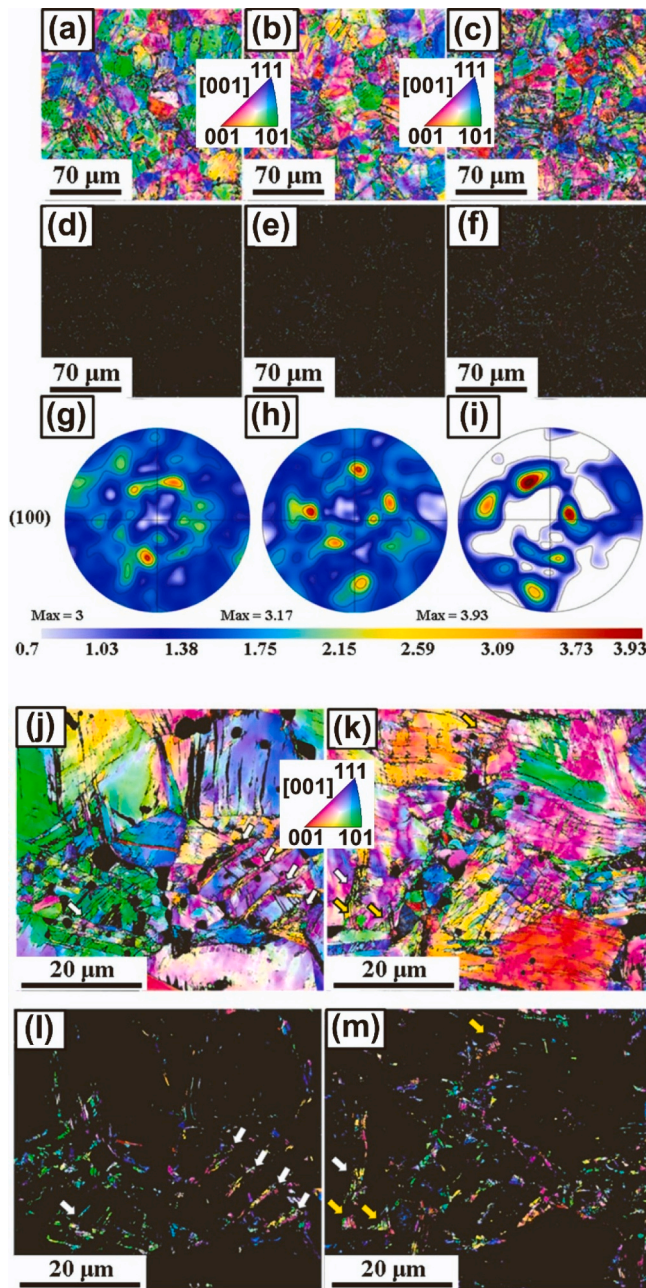 (a) (b) (c)
111 111
[001] [001]
001 101 001 101
70 μm 70 μm 70 μm
(d) (e) (f)
70 μm 70 μm 70 μm
(g) (h) (i)
(100)
Max = 3 Max = 3.17 Max = 3.93
0.7 1.03 1.38 1.75 2.15 2.59 3.09 3.73 3.93
(j) (k)
111
[001]
001 101
20 μm 20 μm
(l) (m)
20 μm 20 μm